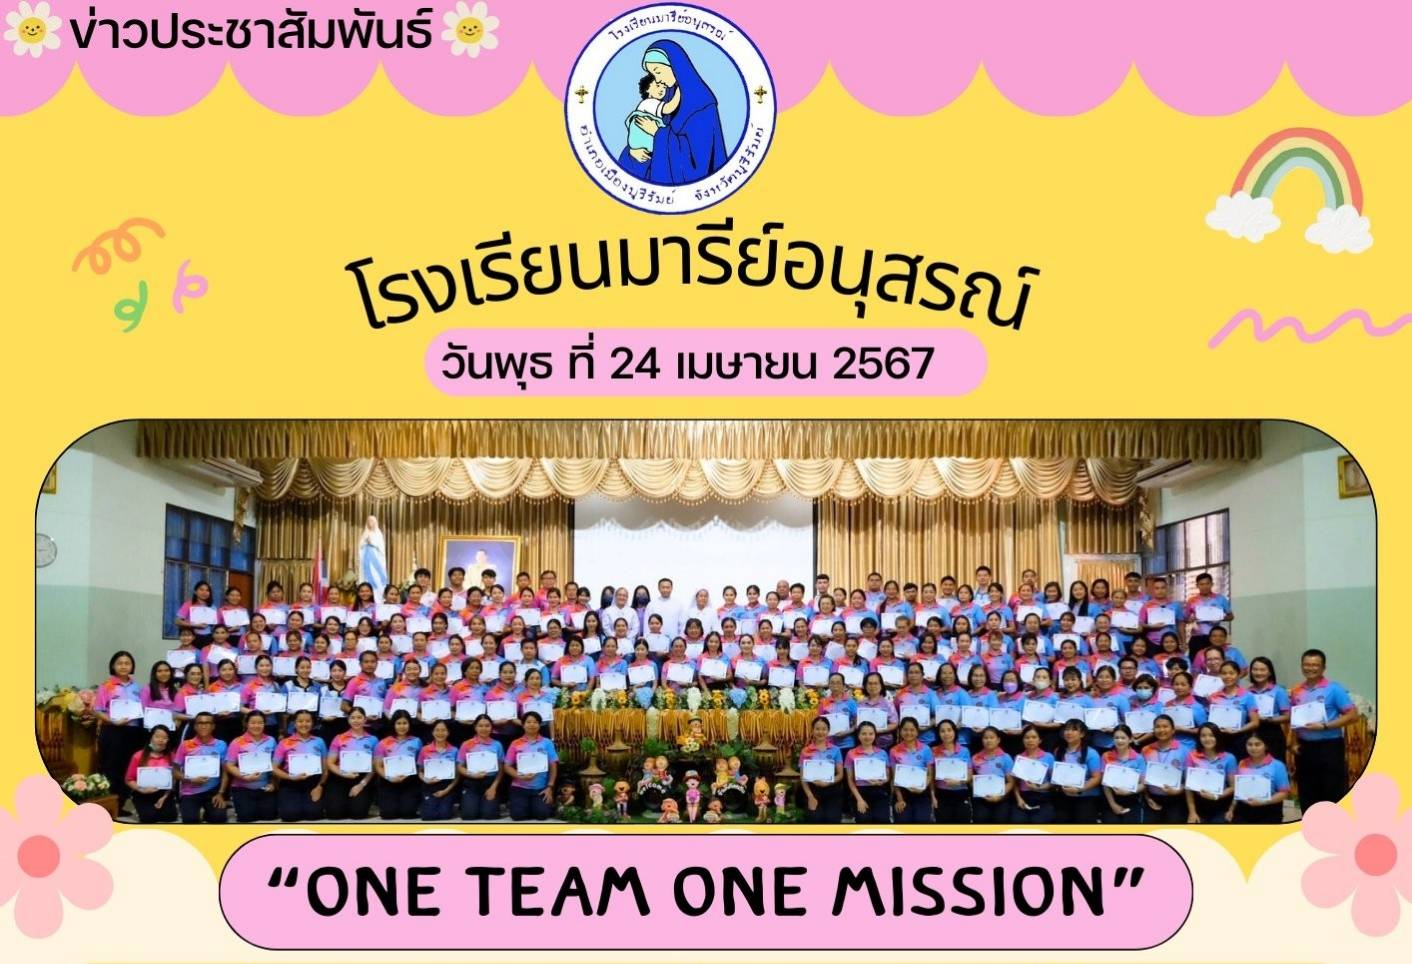 ข่าวประชาสัมพันธ์
โรงเรียนมารีย์อนุสรณ์
อำเภอเมืองบุรีรัมย์ จังหวัดบุรีรัมย์
โรงเรียนมารีย์อนุสรณ์
วันพุธ ที่ 24 เมษายน 2567
“ONE TEAM ONE MISSION”